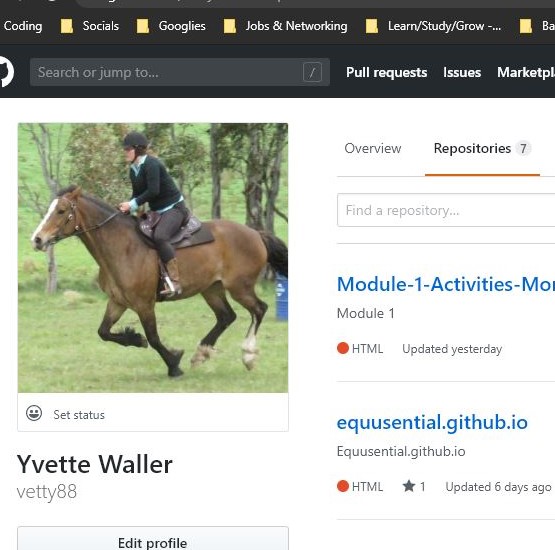 Coding Socials Googlies Jobs & Networking Learn/Study/Grow -... Ba
Search or jump to... / Pull requests Issues Marketpl
Overview Repositories 7
Find a repository...
Module-1-Activities-Mo
Module 1
HTML Updated yesterday
Set status
equusential.github.io
Equusential.github.io
Yvette Waller
vetty88
HTML 1 Updated 6 days ago
Edit profile